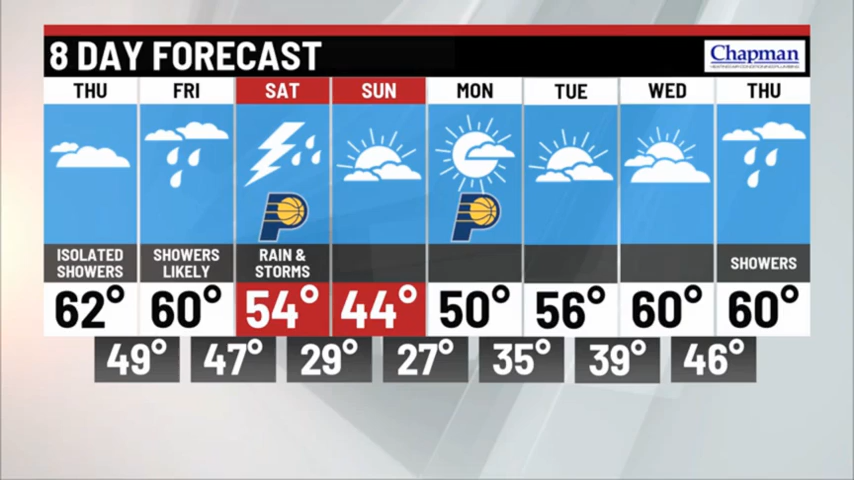 8 DAY FORECAST
Chapman
THU FRI SAT SUN MON TUE WED THU
ISOLATED SHOWERS
SHOWERS LIKELY
RAIN & STORMS
SHOWERS
62° 60° 54° 44° 50° 56° 60° 60°
49° 47° 29° 27° 35° 39° 46°